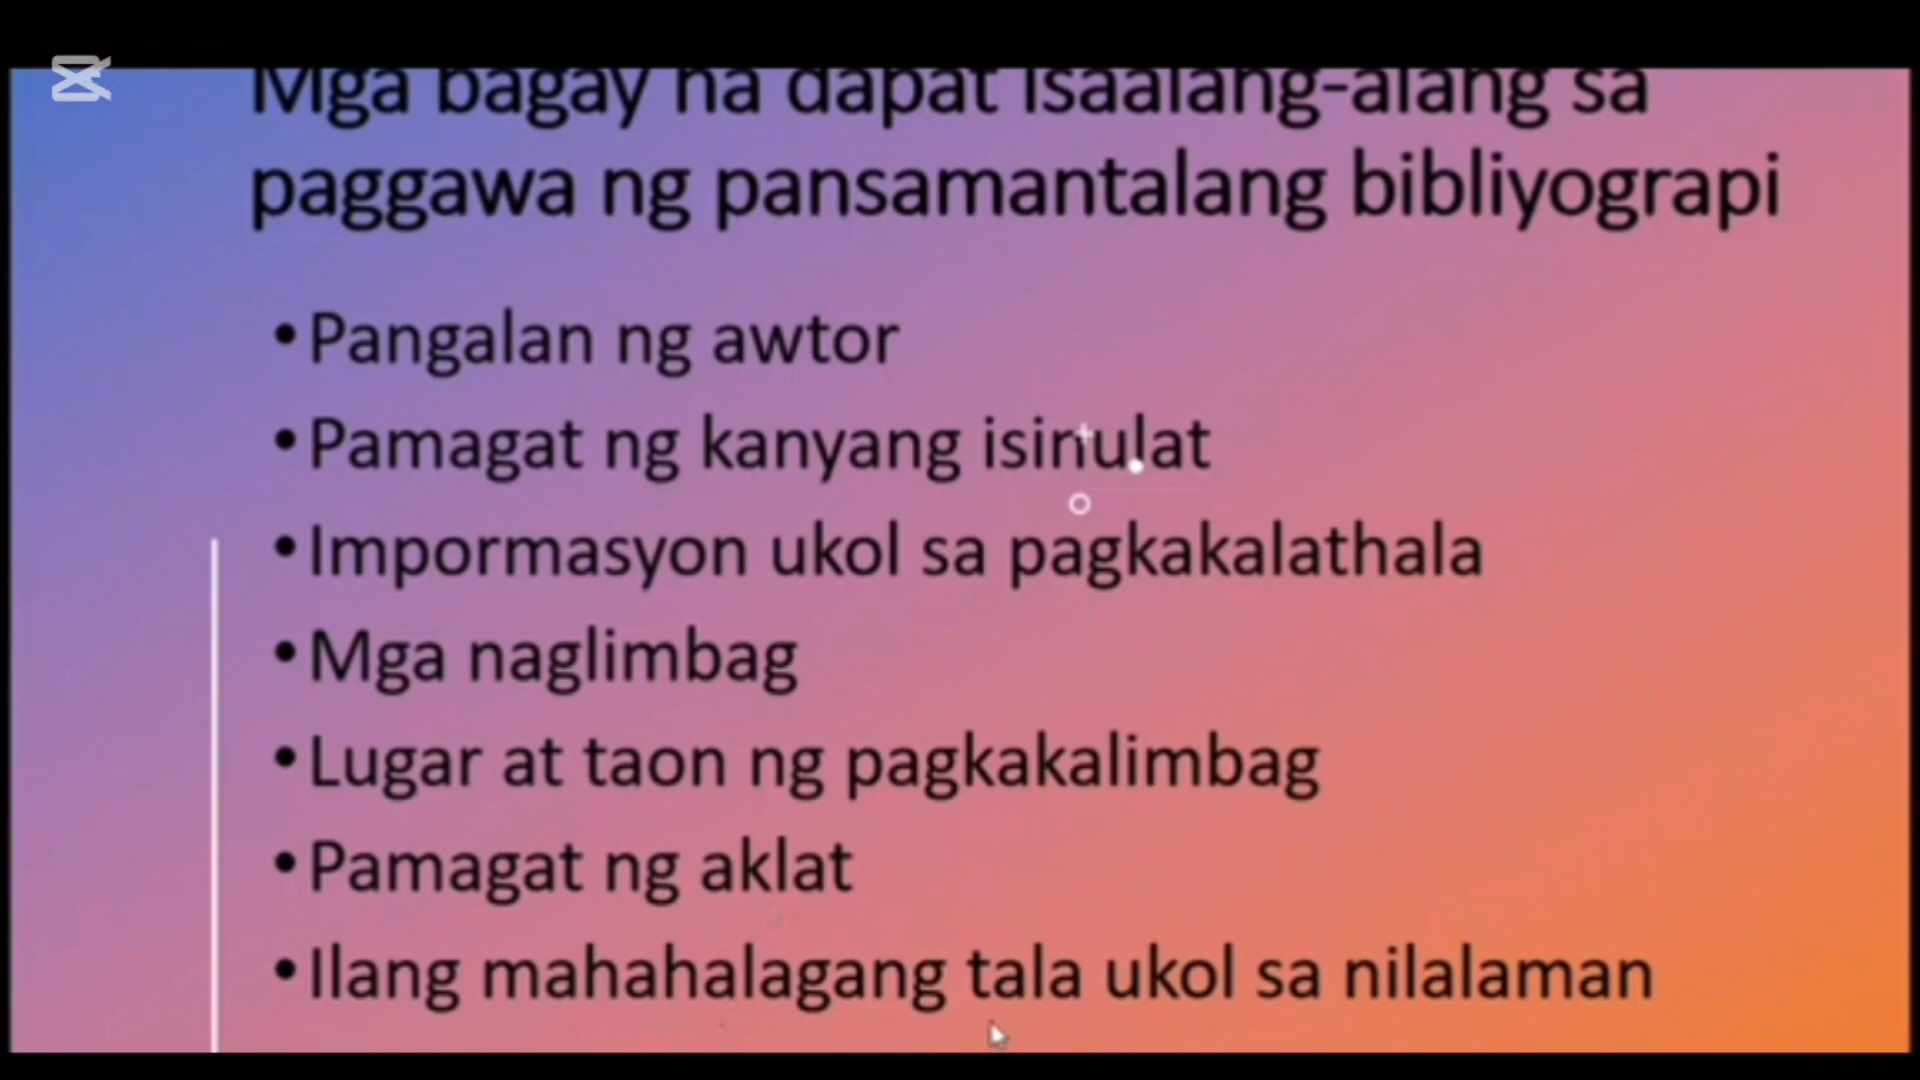 Mga bagay na dapat isaalang-alang sa
paggawa ng pansamantalang bibliyograpi
•Pangalan ng awtor
•Pamagat ng kanyang isinulat
•Impormasyon ukol sa pagkakalathala
•Mga naglimbag
•Lugar at taon ng pagkakalimbag
•Pamagat ng aklat
•Ilang mahahalagang tala ukol sa nilalaman